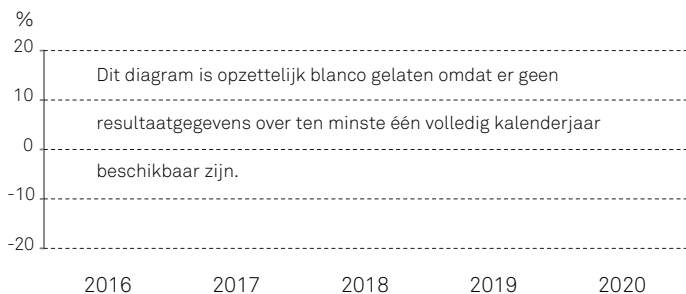 %
20
Dit diagram is opzettelijk blanco gelaten omdat er geen
10
resultaatgegevens over ten minste één volledig kalenderjaar
0
beschikbaar zijn.
-10
-20
2016 2017 2018 2019 2020